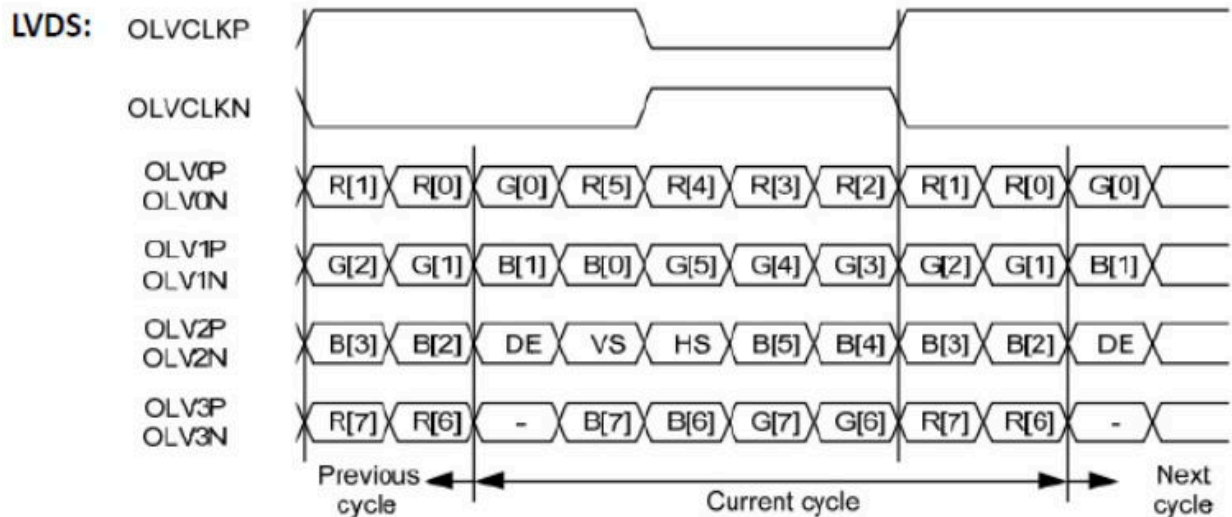 LVDS: OLVCLKP
OLVCLKN
OLV0P
OLV0N
R[1] R[0] G[0] R[5] R[4] R[3] R[2] R[1] R[0] G[0]
OLV1P
OLV1N
G[2] G[1] B[1] B[0] G[5] G[4] G[3] G[2] G[1] B[1]
OLV2P
OLV2N
B[3] B[2] DE VS HS B[5] B[4] B[3] B[2] DE
OLV3P
OLV3N
R[7] R[6] - B[7] B[6] G[7] G[6] R[7] R[6] -
Previous
cycle
Current cycle
Next
cycle